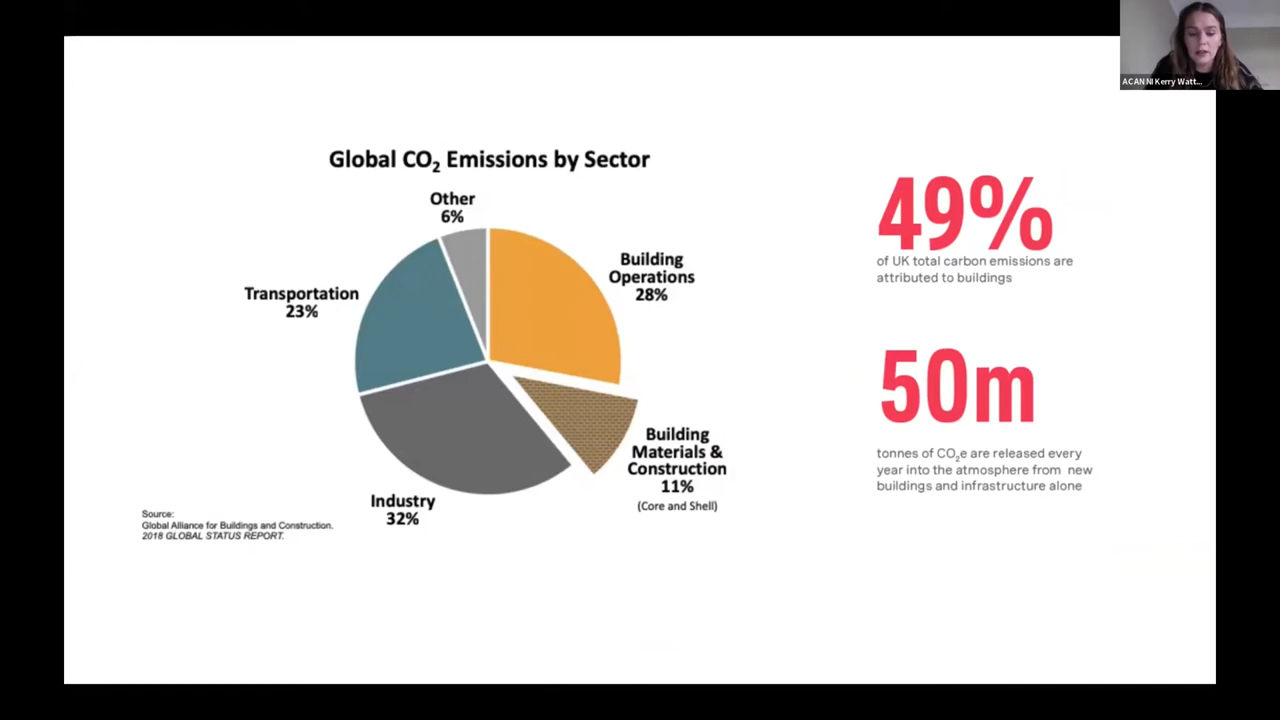 ACAN NI Kerry Watt...
Global CO2 Emissions by Sector
Other
6%
Building
Operations
28%
Transportation
23%
Building
Materials &
Construction
11%
(Core and Shell)
Industry
32%
Source:
Global Alliance for Buildings and Construction.
2018 GLOBAL STATUS REPORT.
49%
of UK total carbon emissions are
attributed to buildings
50m
tonnes of CO2e are released every
year into the atmosphere from new
buildings and infrastructure alone